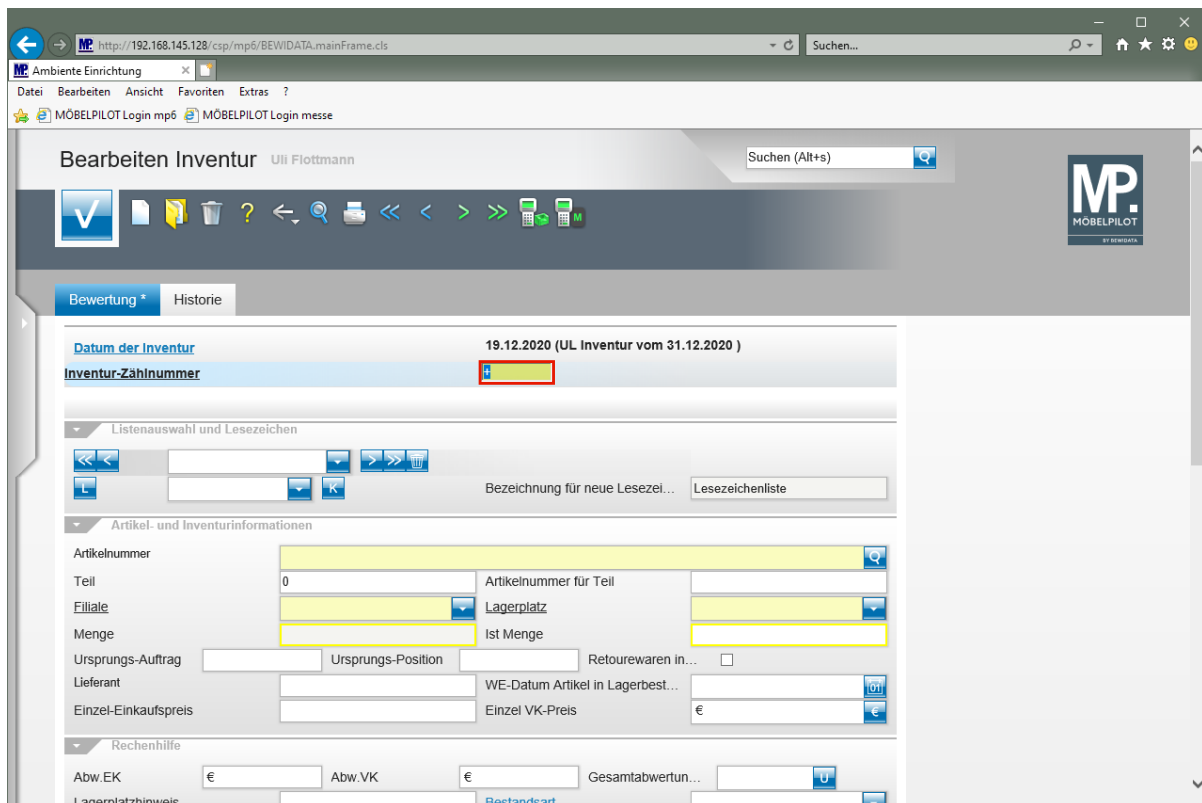 http://192.168.145.128/csp/mp6/BEWIDATA.mainFrame.cls
Suchen...
MP. Ambiente Einrichtung
Datei Bearbeiten Ansicht Favoriten Extras ?
MÖBELPILOT Login mp6 MÖBELPILOT Login messe
Bearbeiten Inventur Uli Flottmann
Suchen (Alt+s)
MP.
MÖBELPILOT
BY BEWIDATA
Bewertung * Historie
Datum der Inventur 19.12.2020 (UL Inventur vom 31.12.2020 )
Inventur-Zählnummer +
Listenauswahl und Lesezeichen
L K Bezeichnung für neue Lesezei... Lesezeichenliste
Artikel- und Inventurinformationen
Artikelnummer
Teil 0 Artikelnummer für Teil
Filiale Lagerplatz
Menge Ist Menge
Ursprungs-Auftrag Ursprungs-Position Retourewaren in...
Lieferant WE-Datum Artikel in Lagerbest... 01
Einzel-Einkaufspreis Einzel VK-Preis € €
Rechenhilfe
Abw.EK € Abw.VK € Gesamtabwertun... U
Lagerplatzhinweis Bestandsart